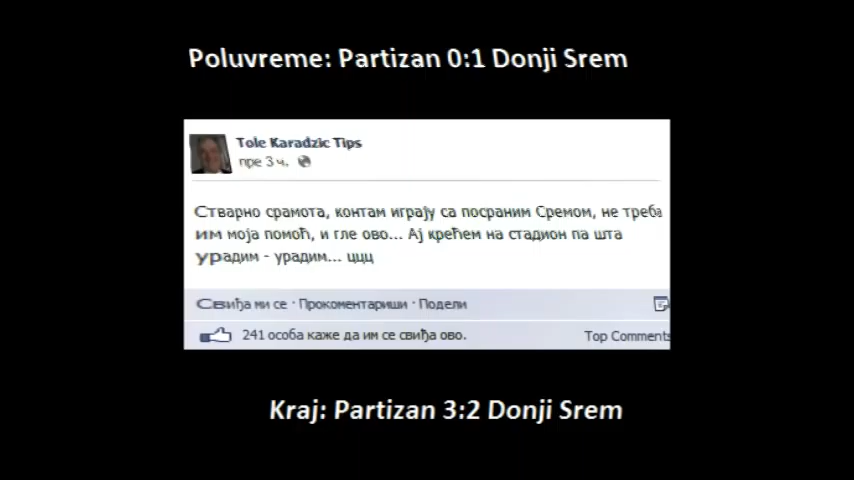 Poluvreme: Partizan 0:1 Donji Srem
Tole Karadzic Tips
пре 3 ч.
Стварно срамота, контам играју са посраним Сремом, не треба
им моја помоћ, и гле ово... Ај крећем на стадион па шта
урадим - урадим... ццц
Свиђа ми се · Прокоментариши · Подели
241 особа каже да им се свиђа ово.
Top Comments
Kraj: Partizan 3:2 Donji Srem